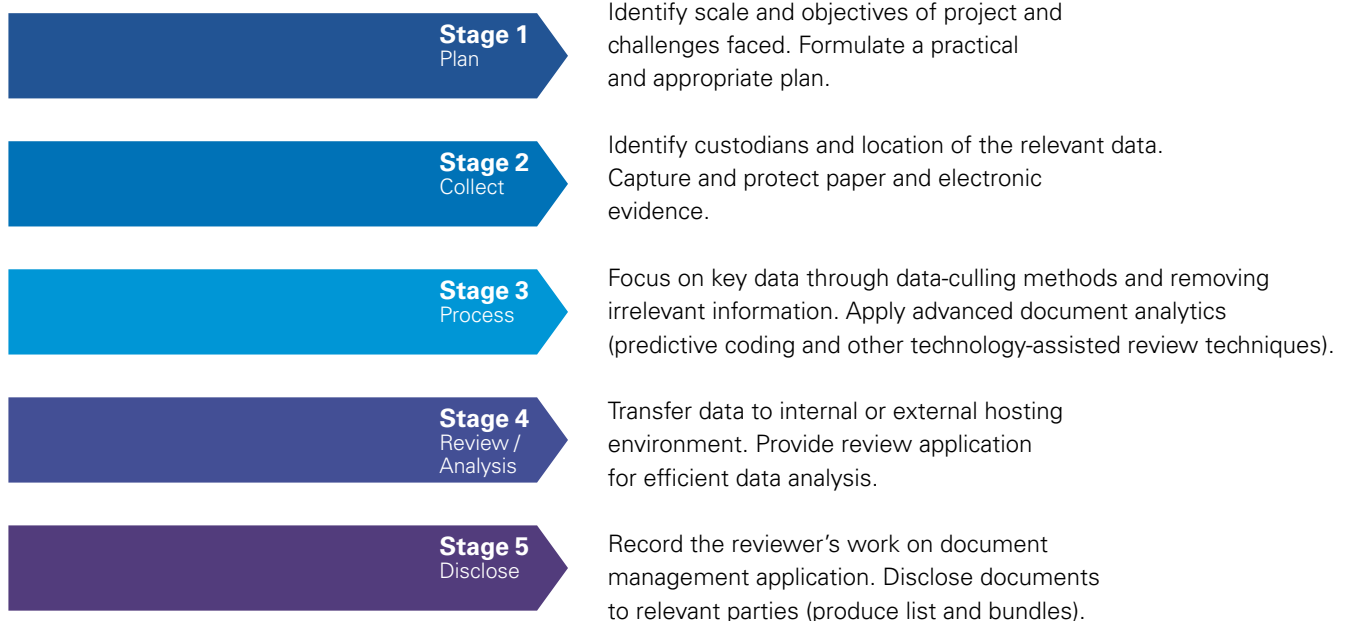 Stage 1
Plan
Identify scale and objectives of project and
challenges faced. Formulate a practical
and appropriate plan.
Stage 2
Collect
Identify custodians and location of the relevant data.
Capture and protect paper and electronic
evidence.
Stage 3
Process
Focus on key data through data-culling methods and removing
irrelevant information. Apply advanced document analytics
(predictive coding and other technology-assisted review techniques).
Stage 4
Review /
Analysis
Transfer data to internal or external hosting
environment. Provide review application
for efficient data analysis.
Stage 5
Disclose
Record the reviewer’s work on document
management application. Disclose documents
to relevant parties (produce list and bundles).